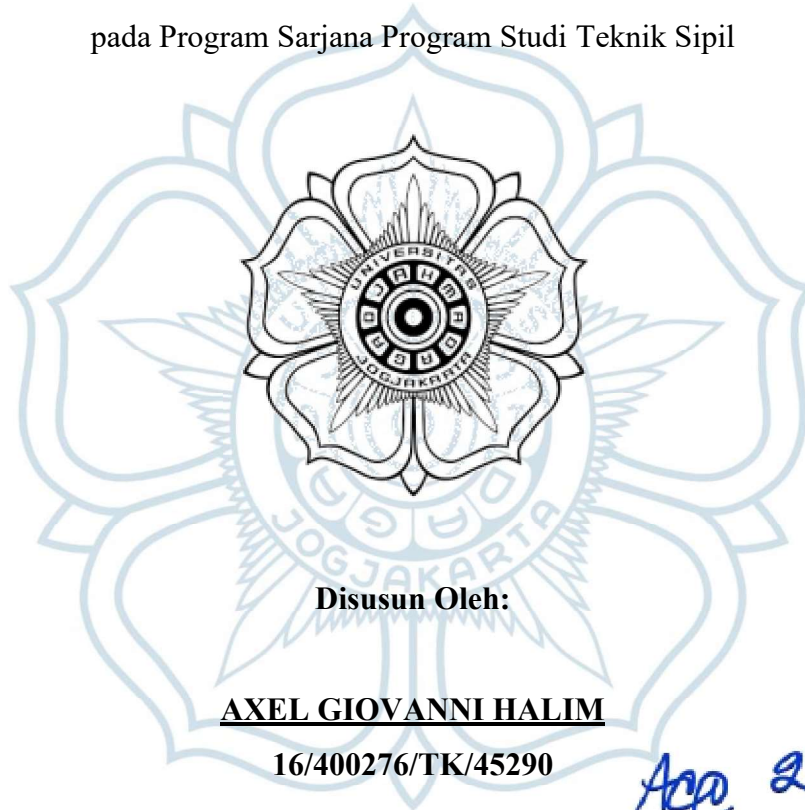 pada Program Sarjana Program Studi Teknik Sipil
UNIVERSITAS
GADJAH MADA
JOGJAKARTA
JOGJAKARTA
Disusun Oleh:
AXEL GIOVANNI HALIM
16/400276/TK/45290